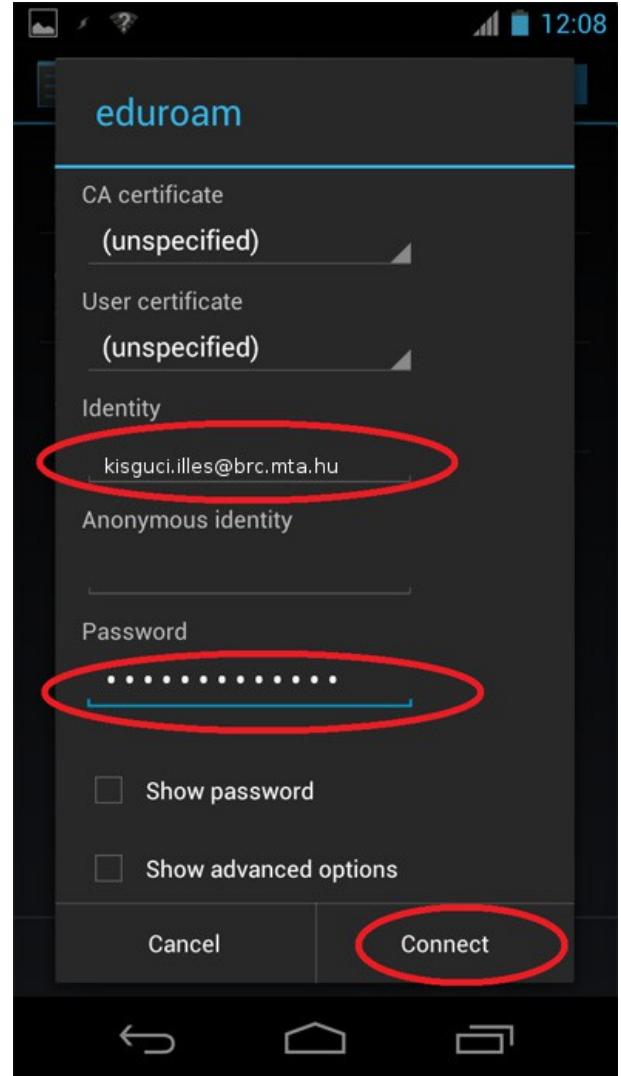 12:08
eduroam
CA certificate
(unspecified)
User certificate
(unspecified)
Identity
kisguci.illes@brc.mta.hu
Anonymous identity
Password
•••••••••••••
Show password
Show advanced options
Cancel Connect